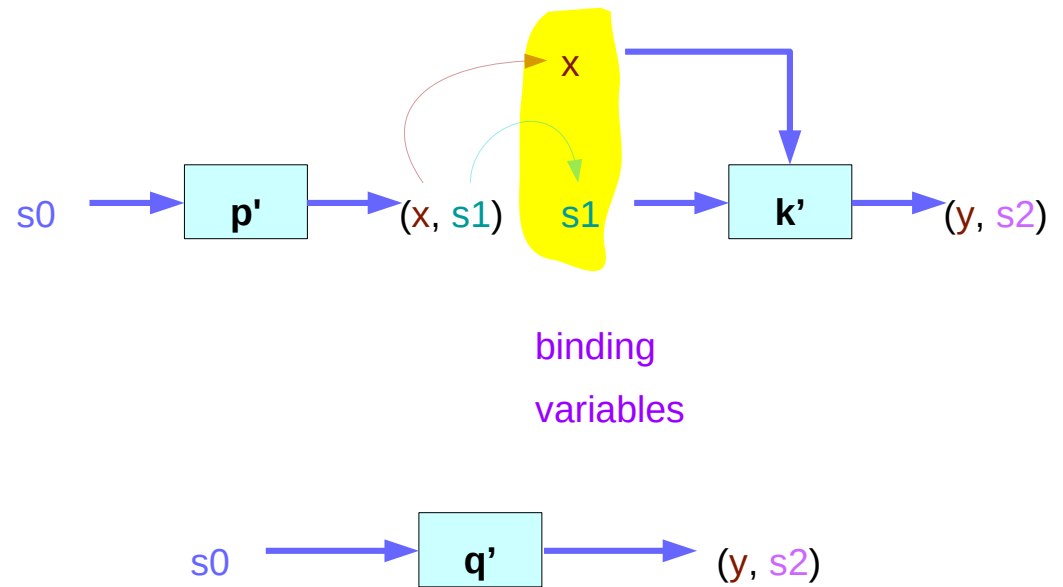 x
s0 p' (x, s1) s1 k’ (y, s2)
binding
variables
s0 q’ (y, s2)